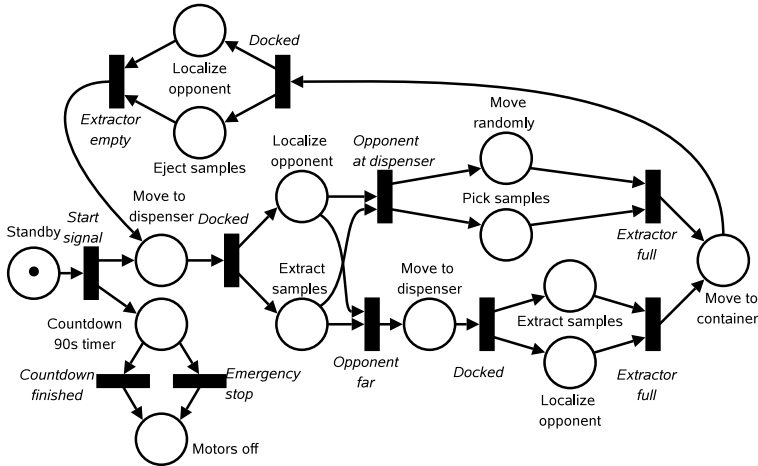 Docked
Localize
opponent
Extractor
empty
Eject samples
Localize
opponent
Opponent
at dispenser
Move
randomly
Pick samples
Extractor
full
Standby
Start
signal
Move to
dispenser
Docked
Extract
samples
Move to
dispenser
Opponent
far
Docked
Extract samples
Localize
opponent
Extractor
full
Move to
container
Countdown
90s timer
Countdown
finished
Emergency
stop
Motors off